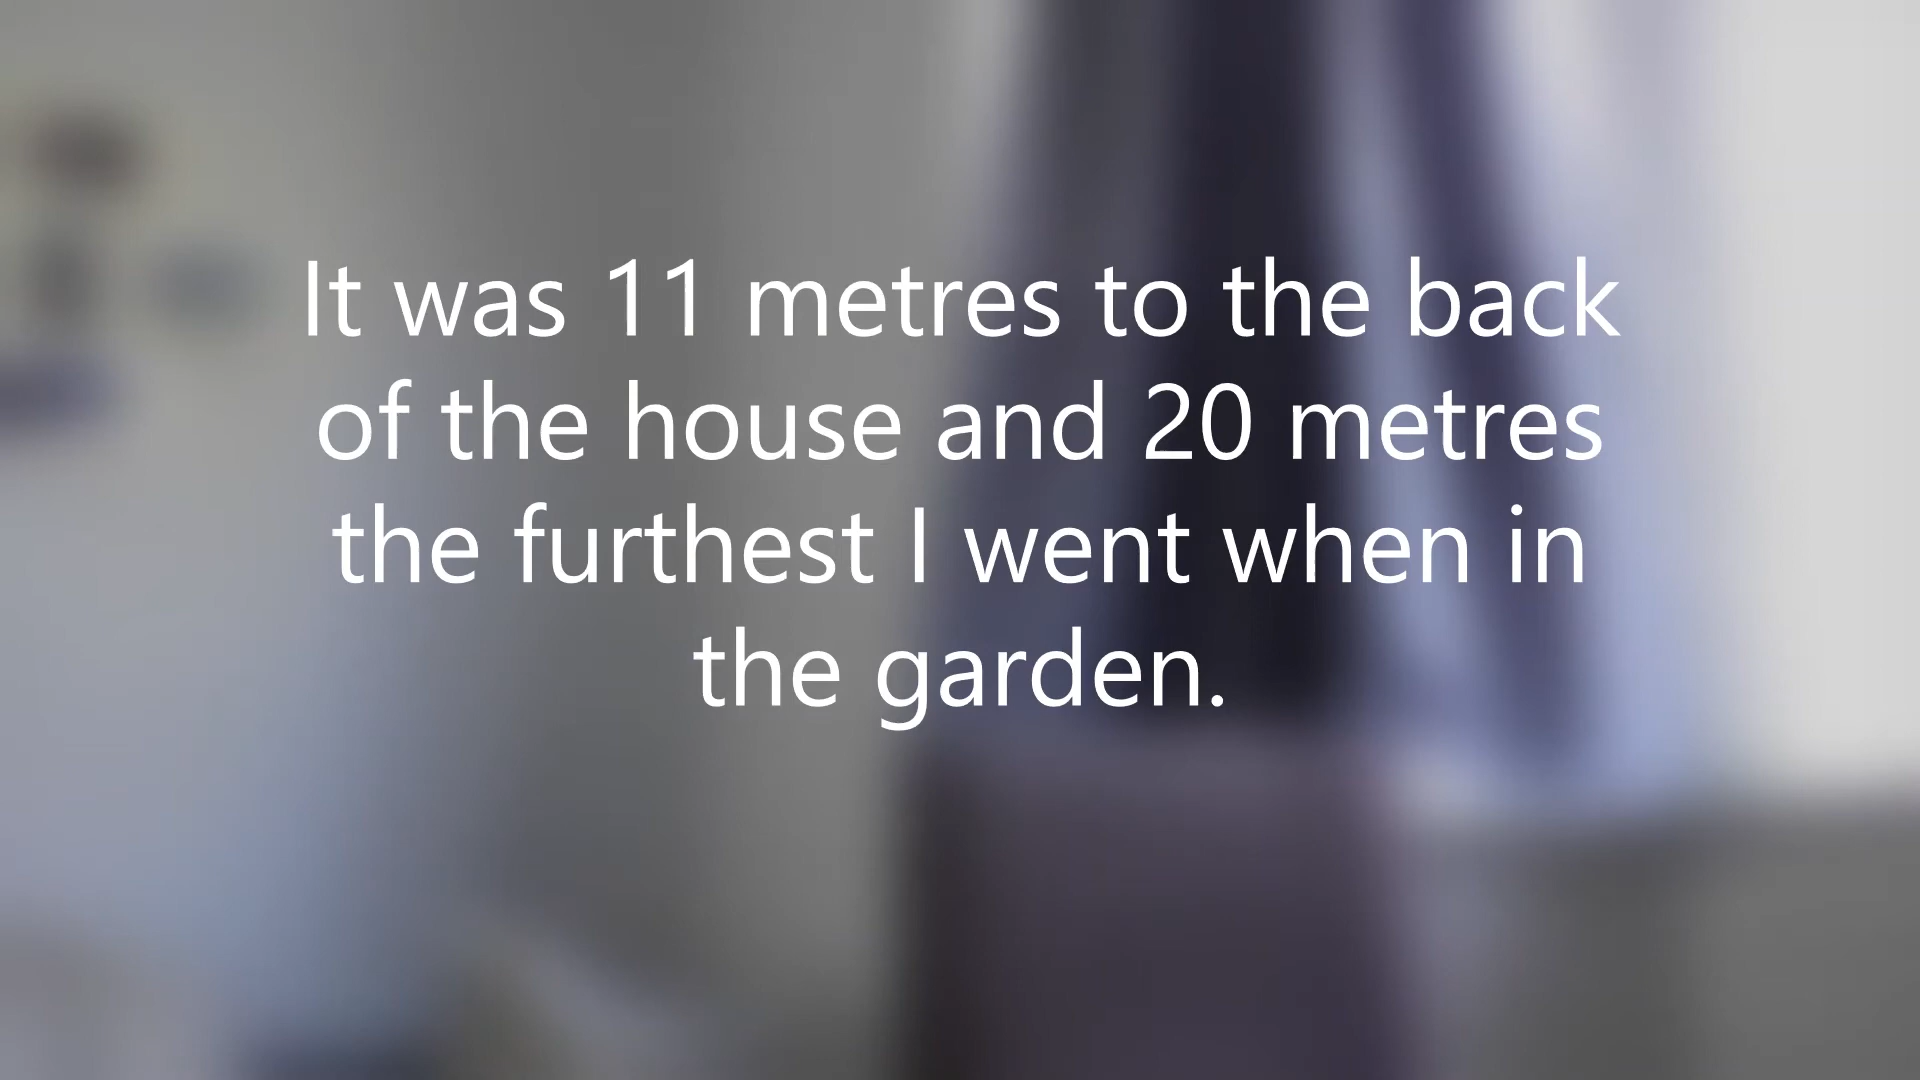 It was 11 metres to the back
of the house and 20 metres
the furthest I went when in
the garden.